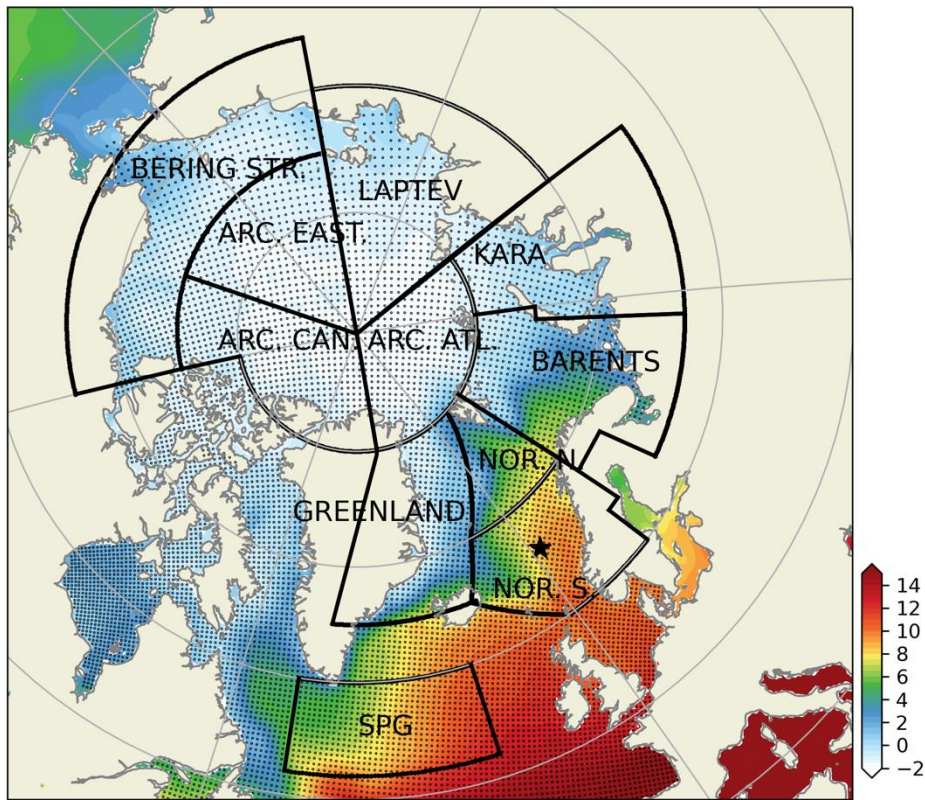 BERING STR.
LAPTEV
ARC. EAST.
KARA
ARC. CAN.
ARC. ATL.
BARENTS
NOR. N
GREENLAND
NOR. S.
SPG
14
12
10
8
6
4
2
0
−2